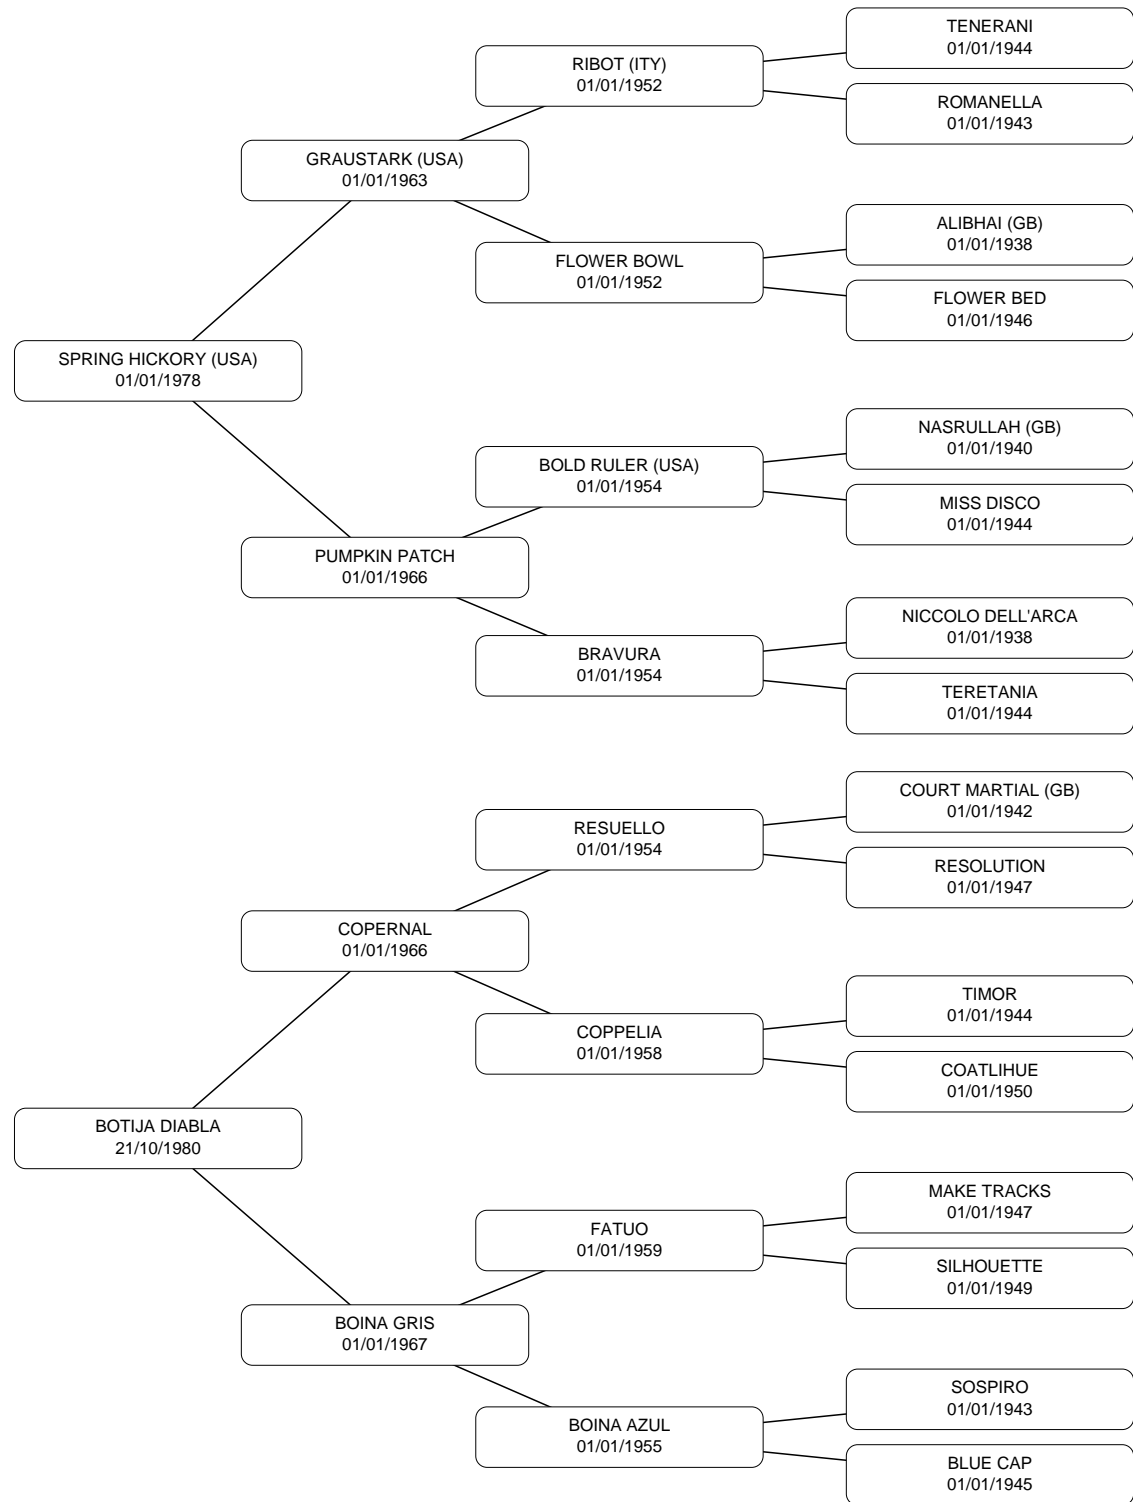 TENERANI
01/01/1944
RIBOT (ITY)
01/01/1952
ROMANELLA
01/01/1943
GRAUSTARK (USA)
01/01/1963
ALIBHAI (GB)
01/01/1938
FLOWER BOWL
01/01/1952
FLOWER BED
01/01/1946
SPRING HICKORY (USA)
01/01/1978
NASRULLAH (GB)
01/01/1940
BOLD RULER (USA)
01/01/1954
MISS DISCO
01/01/1944
PUMPKIN PATCH
01/01/1966
NICCOLO DELL'ARCA
01/01/1938
BRAVURA
01/01/1954
TERETANIA
01/01/1944
COURT MARTIAL (GB)
01/01/1942
RESUELLO
01/01/1954
RESOLUTION
01/01/1947
COPERNAL
01/01/1966
TIMOR
01/01/1944
COPPELIA
01/01/1958
COATLIHUE
01/01/1950
BOTIJA DIABLA
21/10/1980
MAKE TRACKS
01/01/1947
FATUO
01/01/1959
SILHOUETTE
01/01/1949
BOINA GRIS
01/01/1967
SOSPIRO
01/01/1943
BOINA AZUL
01/01/1955
BLUE CAP
01/01/1945